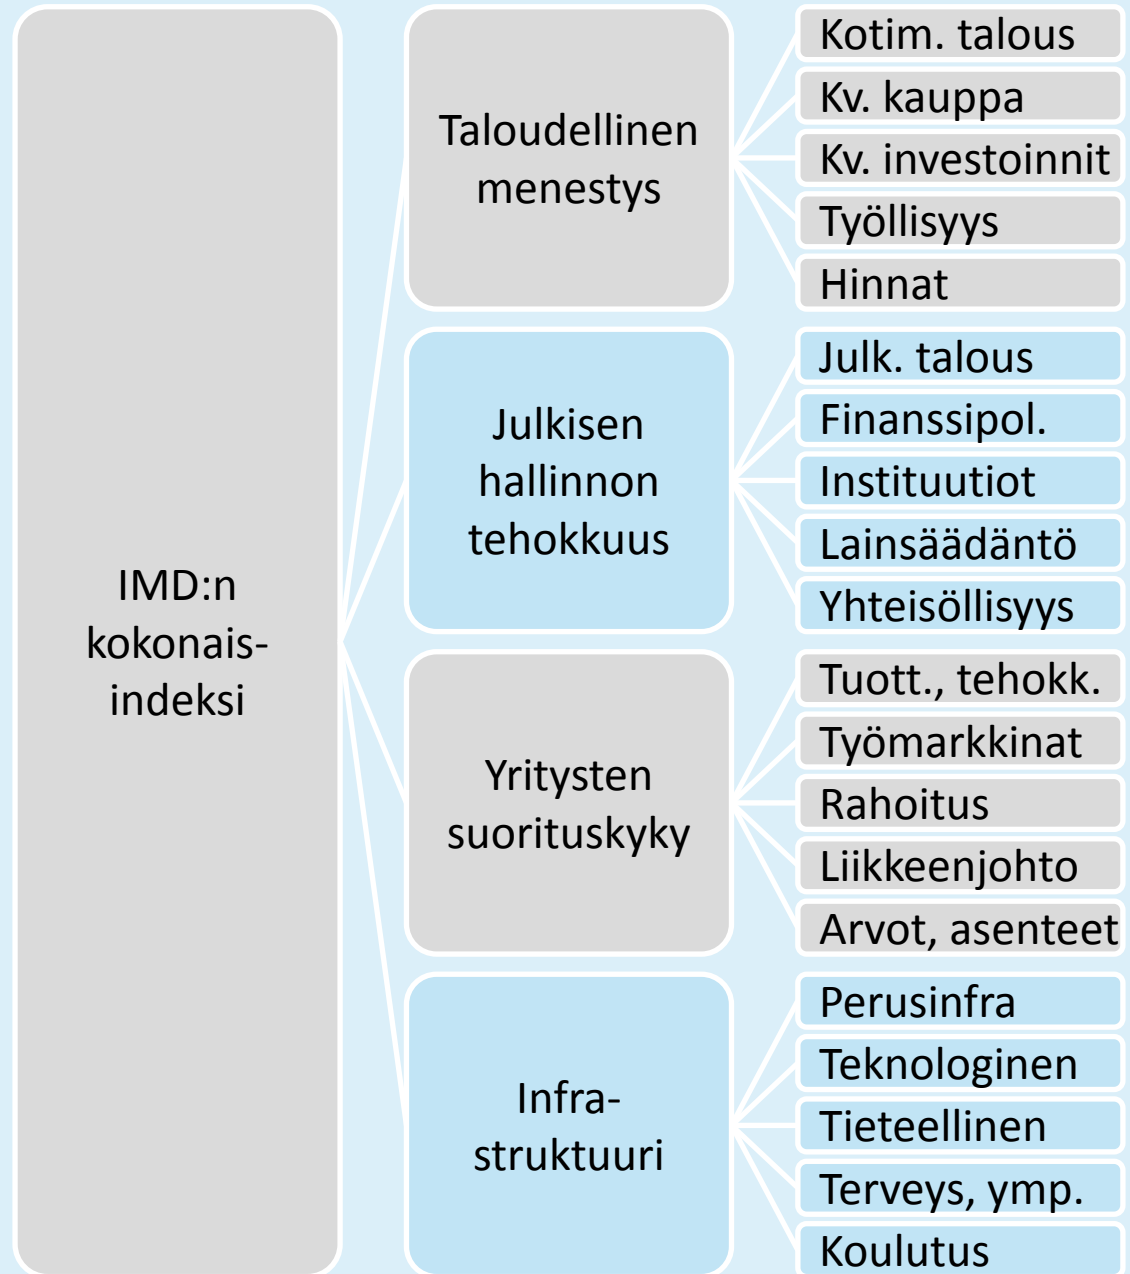 IMD:n
kokonais-
indeksi
Taloudellinen
menestys
Kotim. talous
Kv. kauppa
Kv. investoinnit
Työllisyys
Hinnat
Julkisen
hallinnon
tehokkuus
Julk. talous
Finanssipol.
Instituutiot
Lainsäädäntö
Yhteisöllisyys
Yritysten
suorituskyky
Tuott., tehokk.
Työmarkkinat
Rahoitus
Liikkeenjohto
Arvot, asenteet
Infra-
struktuuri
Perusinfra
Teknologinen
Tieteellinen
Terveys, ymp.
Koulutus